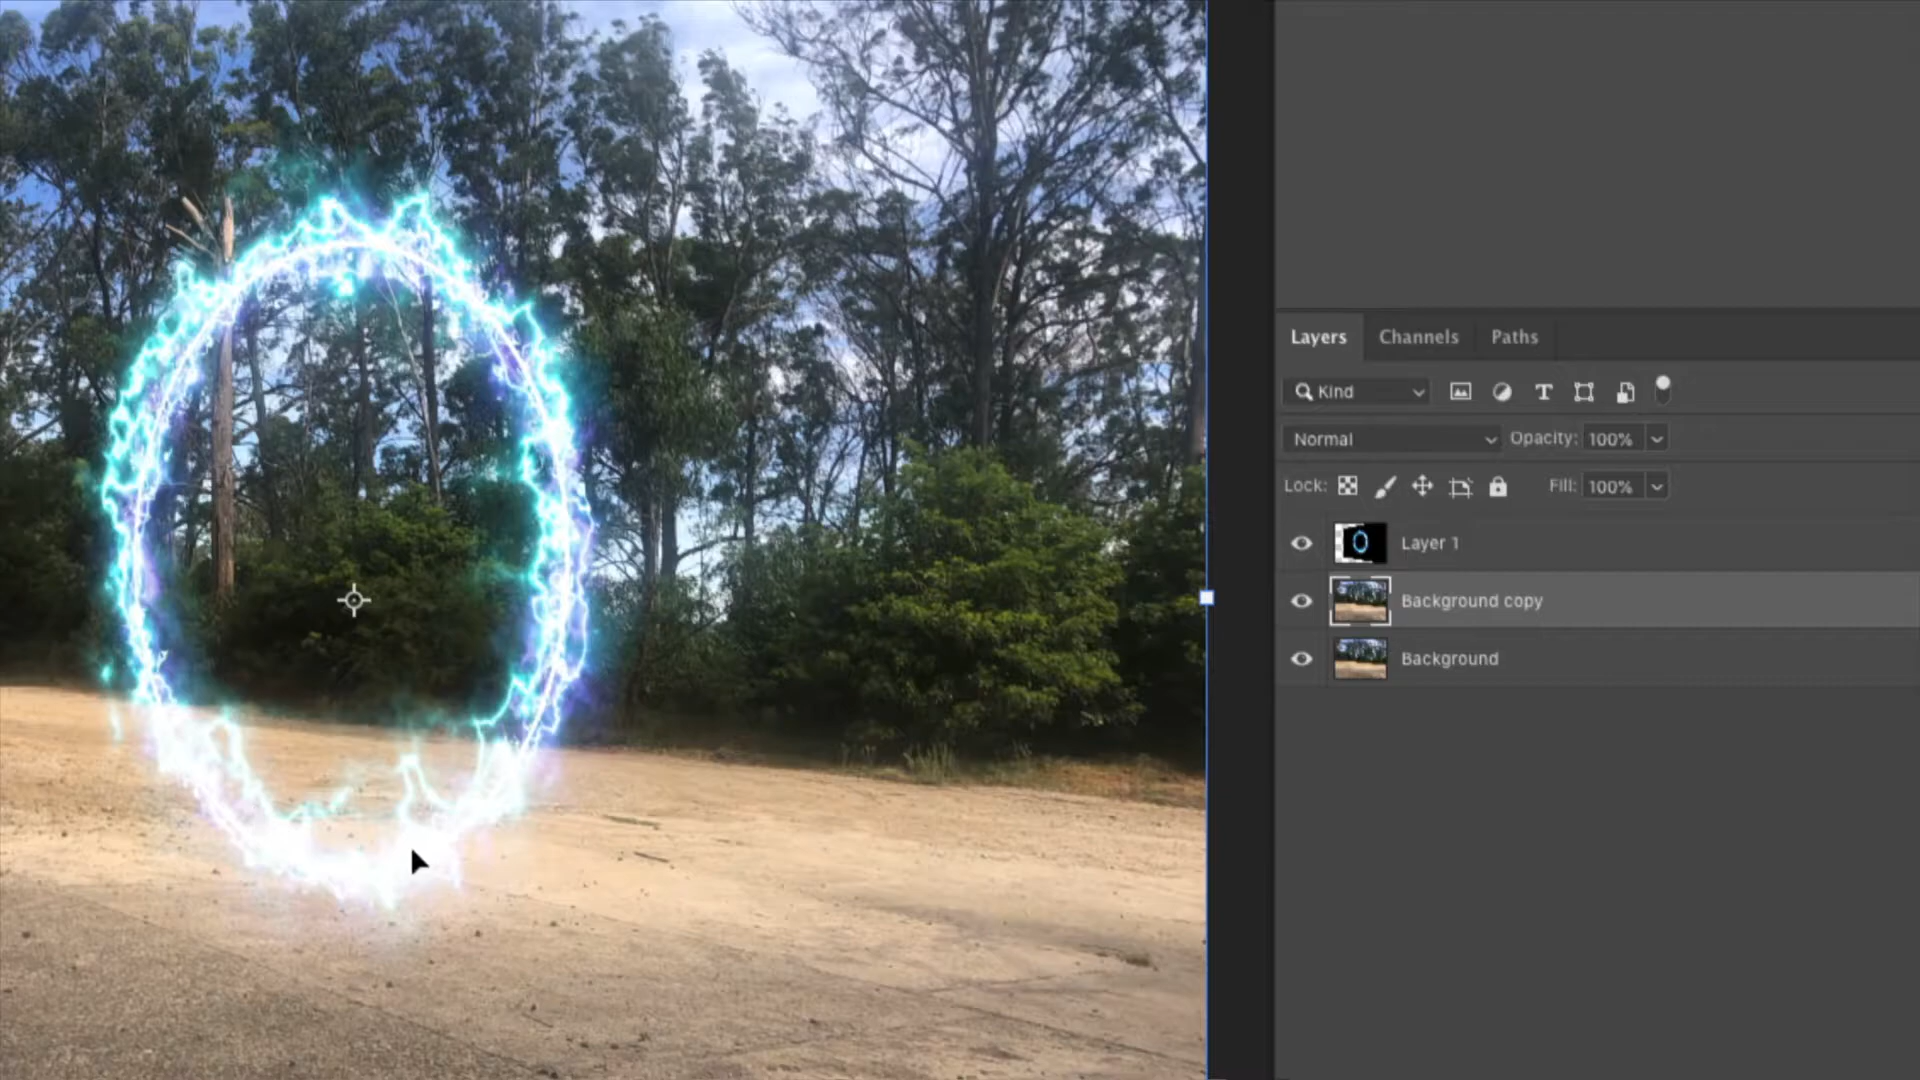 Layers Channels Paths
Kind
Normal Opacity: 100%
Lock: Fill: 100%
Layer 1
Background copy
Background